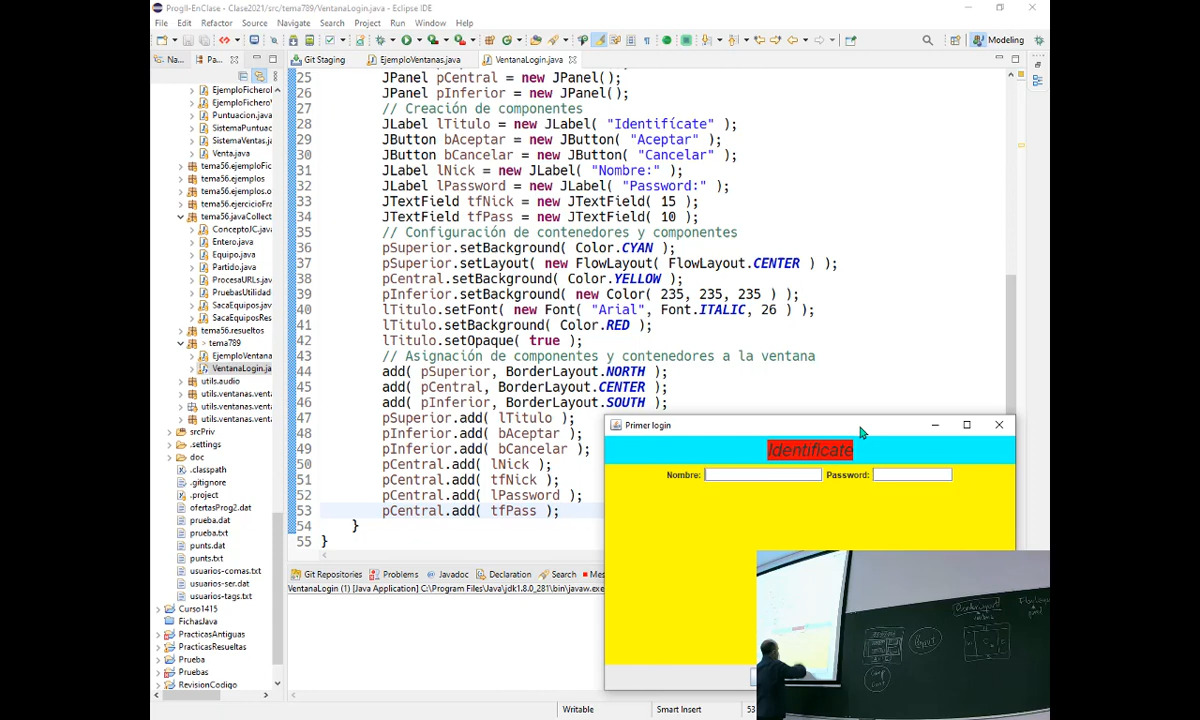 ProgII-EnClase - Clase2021/src/tema789/VentanaLogin.java - Eclipse IDE
File Edit Refactor Source Navigate Search Project Run Window Help
Modeling
Na... Pa... Git Staging EjemploVentanas.java VentanaLogin.java
EjemploFicherol
EjemploFicheroV
Puntuacion.java
SistemaPuntuac
SistemaVentas.ja
Venta.java
tema56.ejemploFic
tema56.ejemplos
tema56.ejemplos.o
tema56.ejercicioFra
tema56.javaCollect
ConceptoJC.java
Entero.java
Equipo.java
Partido.java
ProcesaURLs.java
PruebasUtilidad
SacaEquipos.java
SacaEquiposRes
tema56.resueltos
> tema789
EjemploVentana
VentanaLogin.ja
utils.audio
utils.ventanas.vent
utils.ventanas.vent
utils.ventanas.vent
srcPriv
.settings
doc
.classpath
.gitignore
.project
ofertasProg2.dat
prueba.dat
prueba.txt
punts.dat
punts.txt
usuarios-comas.txt
usuarios-ser.dat
usuarios-tags.txt
Curso1415
FichasJava
PracticasAntiguas
PracticasResueltas
Prueba
Pruebas
RevisionCodigo
25 JPanel pCentral = new JPanel();
26 JPanel pInferior = new JPanel();
27 // Creación de componentes
28 JLabel lTitulo = new JLabel( "Identifícate" );
29 JButton bAceptar = new JButton( "Aceptar" );
30 JButton bCancelar = new JButton( "Cancelar" );
31 JLabel lNick = new JLabel( "Nombre:" );
32 JLabel lPassword = new JLabel( "Password:" );
33 JTextField tfNick = new JTextField( 15 );
34 JTextField tfPass = new JTextField( 10 );
35 // Configuración de contenedores y componentes
36 pSuperior.setBackground( Color.CYAN );
37 pSuperior.setLayout( new FlowLayout( FlowLayout.CENTER ) );
38 pCentral.setBackground( Color.YELLOW );
39 pInferior.setBackground( new Color( 235, 235, 235 ) );
40 lTitulo.setFont( new Font( "Arial", Font.ITALIC, 26 ) );
41 lTitulo.setBackground( Color.RED );
42 lTitulo.setOpaque( true );
43 // Asignación de componentes y contenedores a la ventana
44 add( pSuperior, BorderLayout.NORTH );
45 add( pCentral, BorderLayout.CENTER );
46 add( pInferior, BorderLayout.SOUTH );
47 pSuperior.add( lTitulo );
48 pInferior.add( bAceptar );
49 pInferior.add( bCancelar );
50 pCentral.add( lNick );
51 pCentral.add( tfNick );
52 pCentral.add( lPassword );
53 pCentral.add( tfPass );
54 }
55 }
Primer login
Identifícate
Nombre: Password:
Git Repositories Problems Javadoc Declaration Search
VentanaLogin (1) [Java Application] C:\Program Files\Java\jdk1.8.0_281\bin\javaw.exe
Writable Smart Insert 53